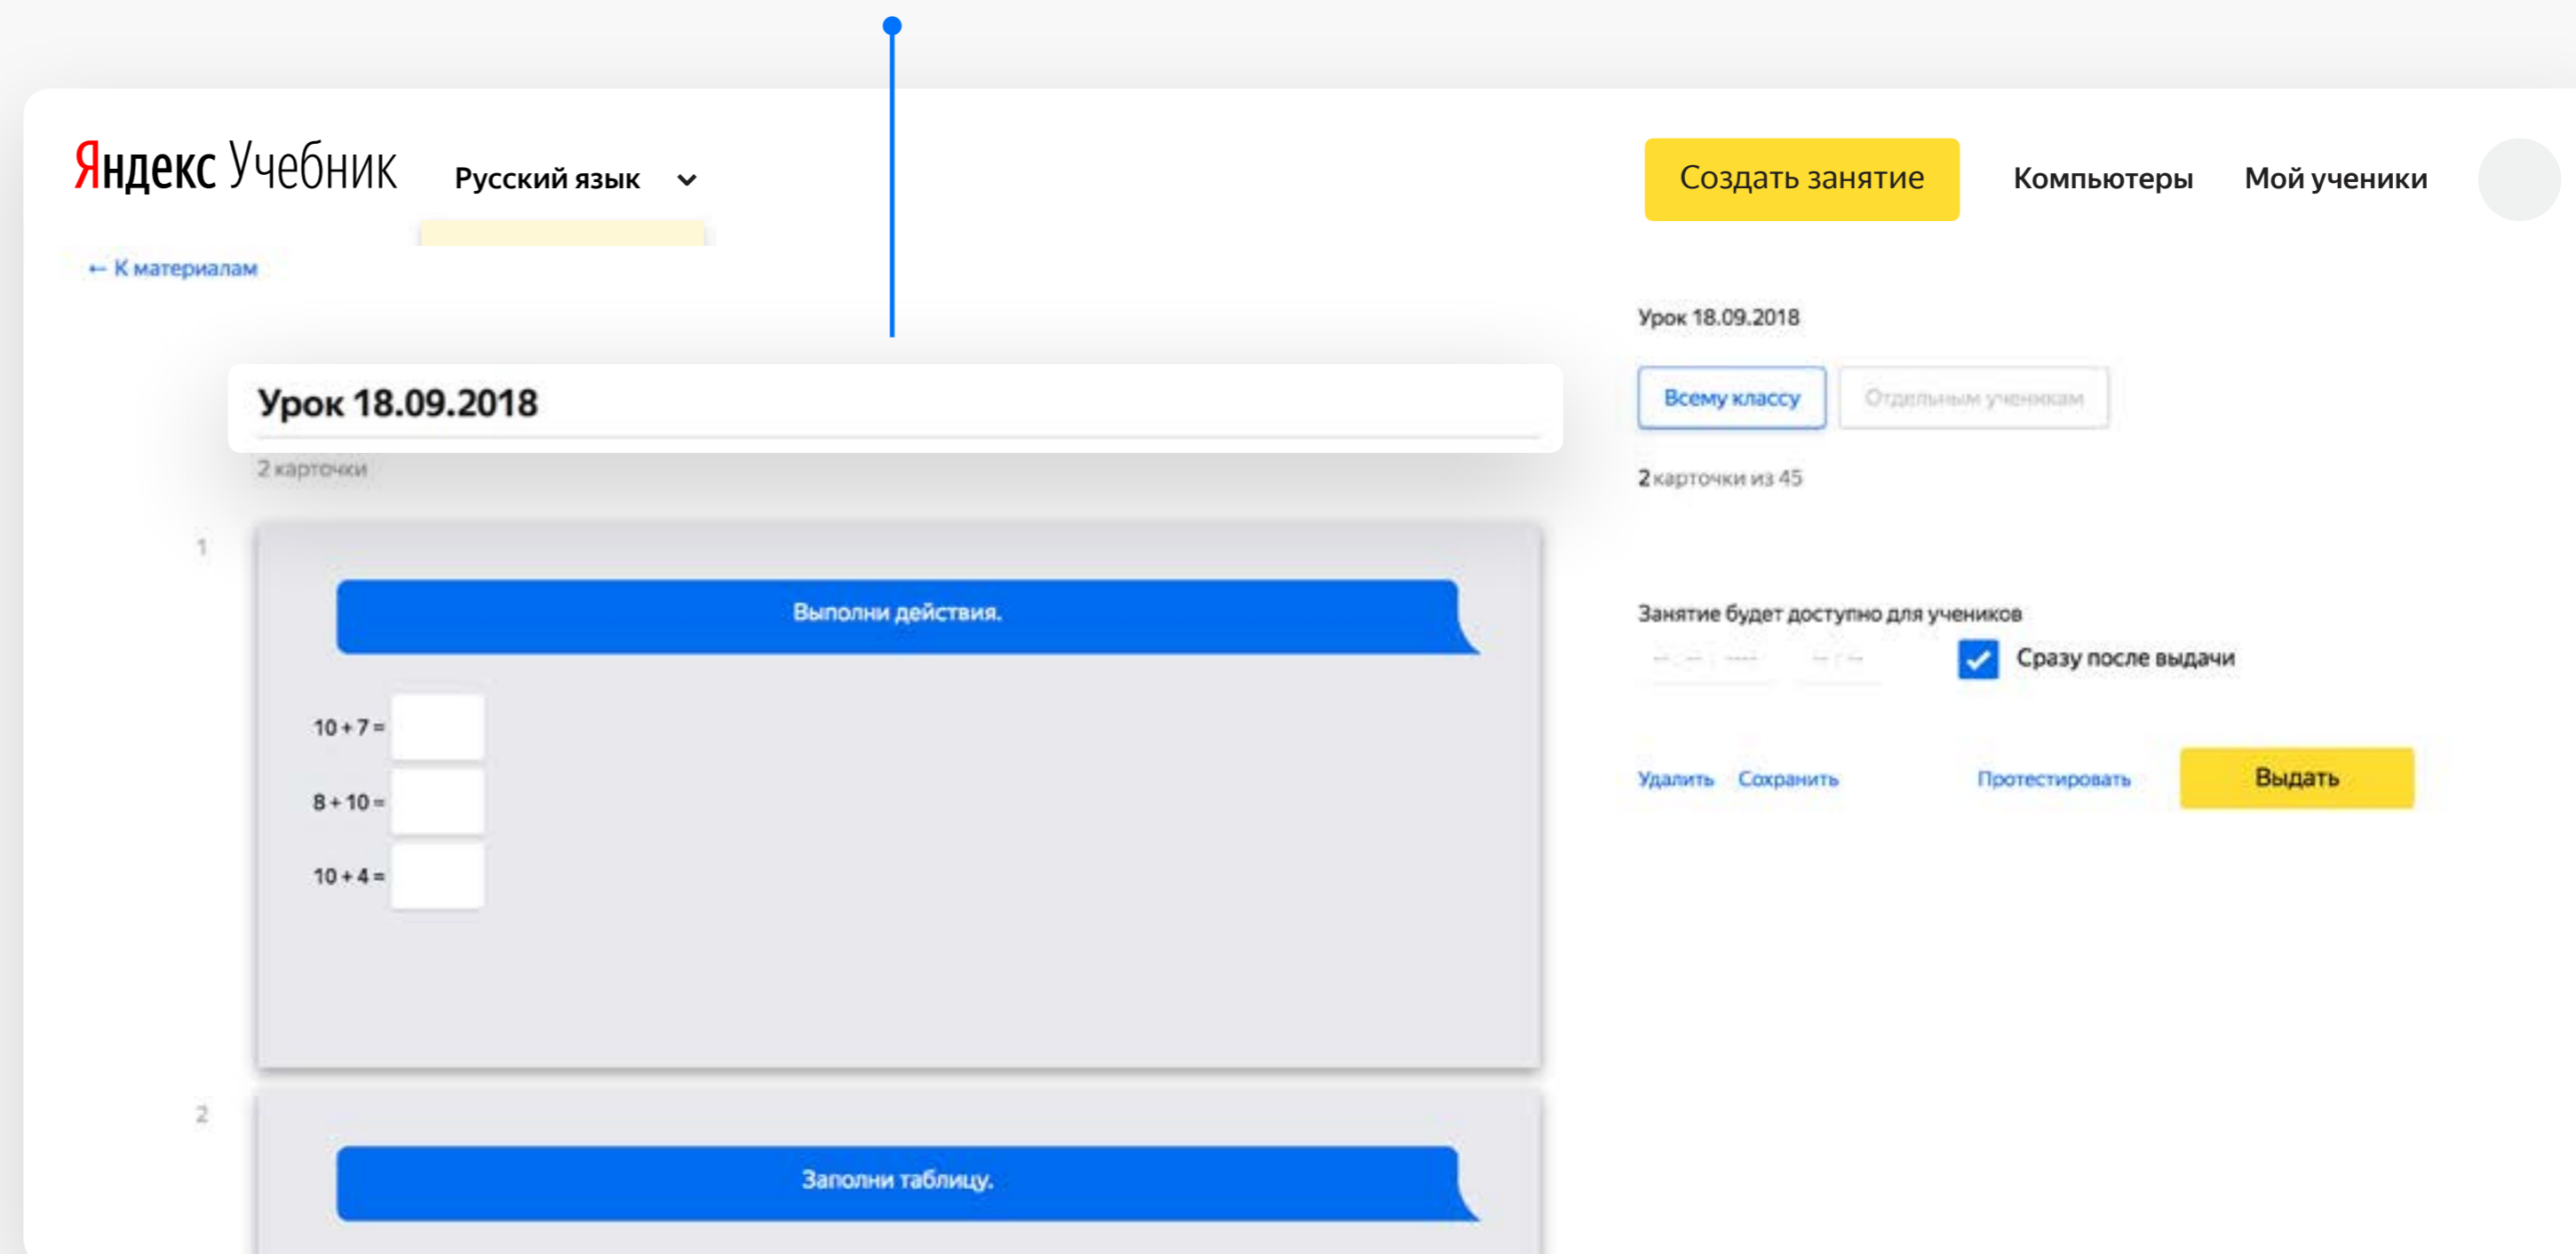 Яндекс Учебник
Русский язык
Создать занятие
Компьютеры
Мой ученики
← К материалам
Урок 18.09.2018
2 карточки
1
Выполни действия.
10 + 7 =
8 + 10 =
10 + 4 =
2
Заполни таблицу.
Урок 18.09.2018
Всему классу
Отдельным ученикам
2 карточки из 45
Занятие будет доступно для учеников
-- . -- . ---- -- : --
Сразу после выдачи
Удалить Сохранить Протестировать Выдать